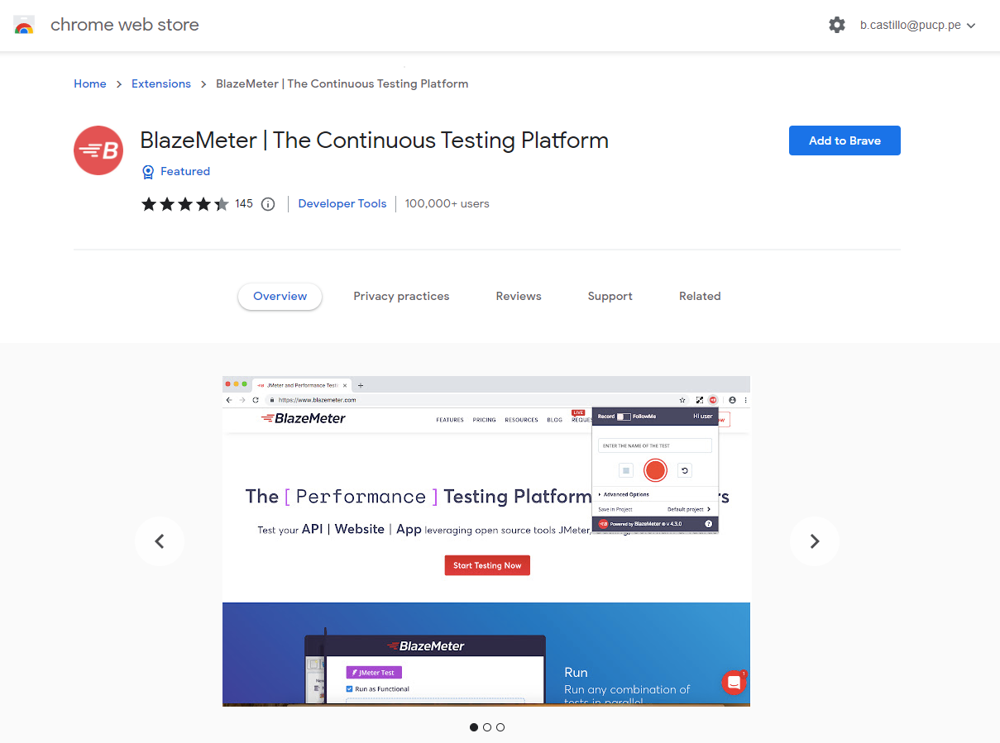 chrome web store
b.castillo@pucp.pe
Home > Extensions > BlazeMeter | The Continuous Testing Platform
BlazeMeter | The Continuous Testing Platform
Add to Brave
Featured
145
Developer Tools
100,000+ users
Overview
Privacy practices
Reviews
Support
Related
JMeter and Performance Testi
https://www.blazemeter.com
BlazeMeter
FEATURES
PRICING
RESOURCES
BLOG
LIVE
REQUES
Record
FollowMe
Hi user
ow
ENTER THE NAME OF THE TEST
Advanced Options
Save in Project
Default project
Powered by BlazeMeter ® v 4.3.0
The [ Performance ] Testing Platform
rs
Test your API | Website | App leveraging open source tools JMeter,
Start Testing Now
BlazeMeter
JMeter Test
Run as Functional
Run
Run any combination of
tests in parallel
1